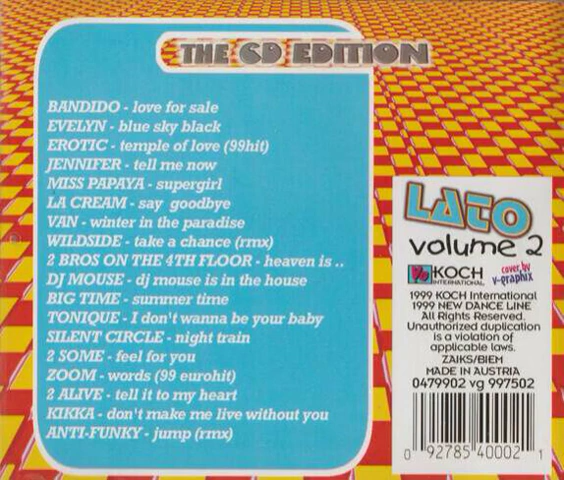 THE CD EDITION
BANDIDO - love for sale
EVELYN - blue sky black
EROTIC - temple of love (99hit)
JENNIFER - tell me now
MISS PAPAYA - supergirl
LA CREAM - say goodbye
VAN - winter in the paradise
WILDSIDE - take a chance (rmx)
2 BROS ON THE 4TH FLOOR - heaven is ..
DJ MOUSE - dj mouse is in the house
BIG TIME - summer time
TONIQUE - I don't wanna be your baby
SILENT CIRCLE - night train
2 SOME - feel for you
ZOOM - words (99 eurohit)
2 ALIVE - tell it to my heart
KIKKA - don't make me live without you
ANTI-FUNKY - jump (rmx)
LATO
volume 2
KOCH
INTERNATIONAL
cover by
v-graphix
1999 KOCH International
1999 NEW DANCE LINE
All Rights Reserved.
Unauthorized duplication
is a violation of
applicable laws.
ZAIKS/BIEM
MADE IN AUSTRIA
0479902 vg 997502
0 92785 40002 1